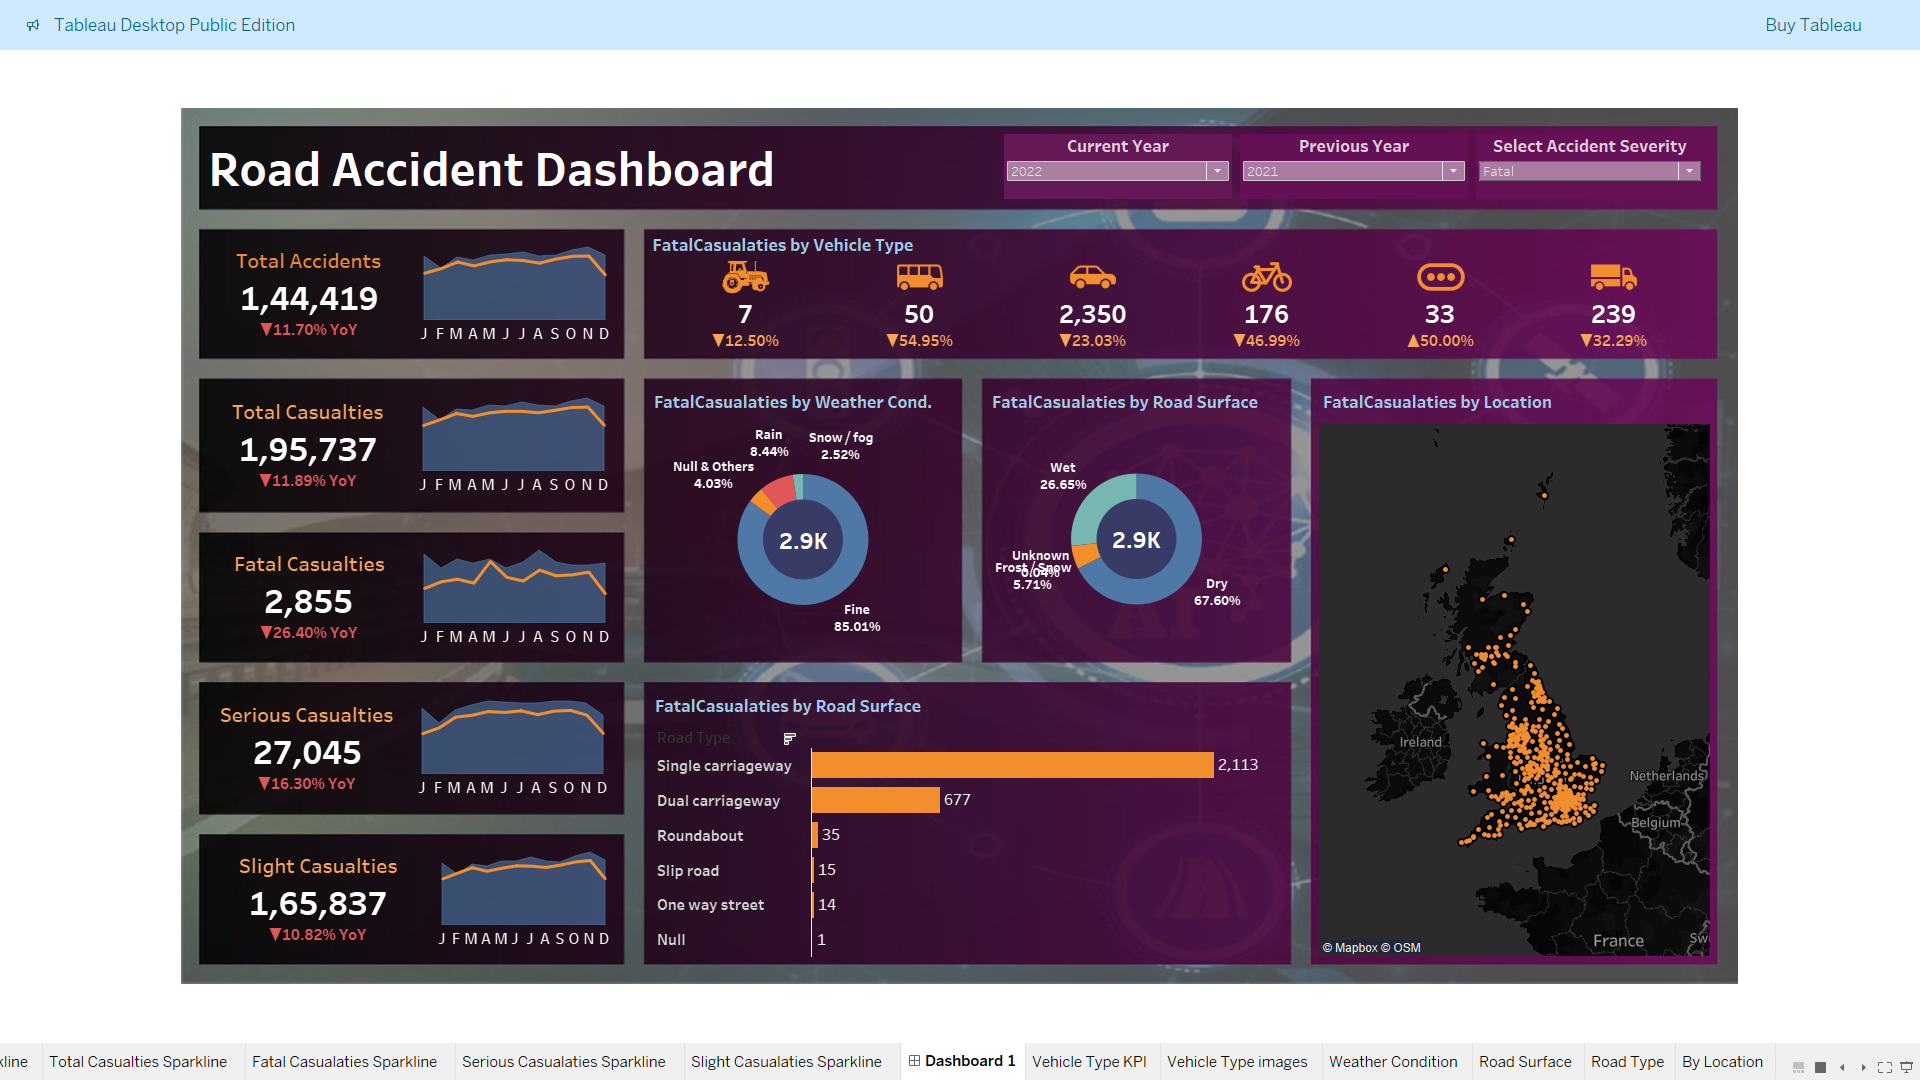 Tableau Desktop Public Edition
Buy Tableau
Road Accident Dashboard
Current Year
2022
Previous Year
2021
Select Accident Severity
Fatal
Total Accidents
1,44,419
▼11.70% YoY
J F M A M J J A S O N D
FatalCasualaties by Vehicle Type
7
50
2,350
176
33
239
▼12.50%
▼54.95%
▼23.03%
▼46.99%
▲50.00%
▼32.29%
Total Casualties
1,95,737
▼11.89% YoY
J F M A M J J A S O N D
Fatal Casualties
2,855
▼26.40% YoY
J F M A M J J A S O N D
Serious Casualties
27,045
▼16.30% YoY
J F M A M J J A S O N D
Slight Casualties
1,65,837
▼10.82% YoY
J F M A M J J A S O N D
FatalCasualaties by Weather Cond.
Rain
8.44%
Snow / fog
2.52%
Null & Others
4.03%
2.9K
Fine
85.01%
FatalCasualaties by Road Surface
Wet
26.65%
2.9K
Unknown
0.04%
Frost / Snow
5.71%
Dry
67.60%
FatalCasualaties by Road Surface
Road Type
Single carriageway 2,113
Dual carriageway 677
Roundabout 35
Slip road 15
One way street 14
Null 1
FatalCasualaties by Location
Ireland
Netherlands
Belgium
France
Swi
© Mapbox © OSM
kline
Total Casualties Sparkline
Fatal Casualaties Sparkline
Serious Casualaties Sparkline
Slight Casualaties Sparkline
Dashboard 1
Vehicle Type KPI
Vehicle Type images
Weather Condition
Road Surface
Road Type
By Location